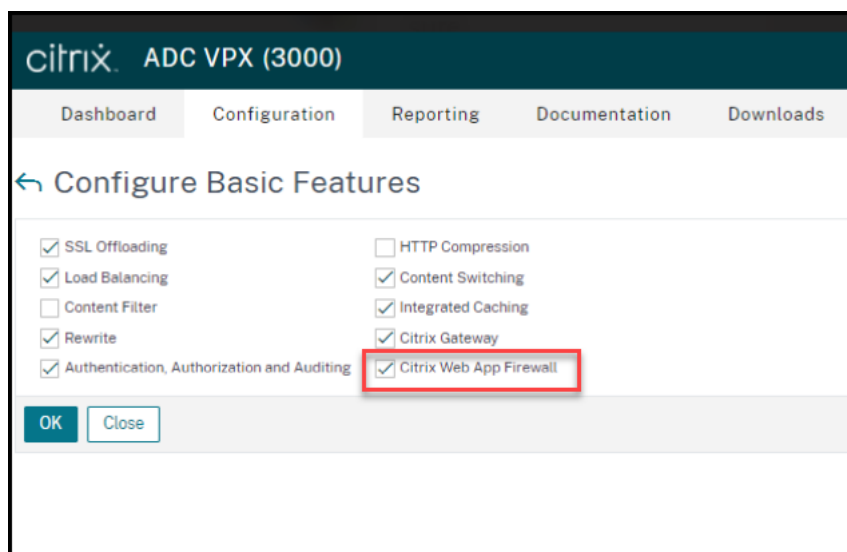 citrix. ADC VPX (3000)
Dashboard Configuration Reporting Documentation Downloads
Configure Basic Features
SSL Offloading HTTP Compression
Load Balancing Content Switching
Content Filter Integrated Caching
Rewrite Citrix Gateway
Authentication, Authorization and Auditing Citrix Web App Firewall
OK Close